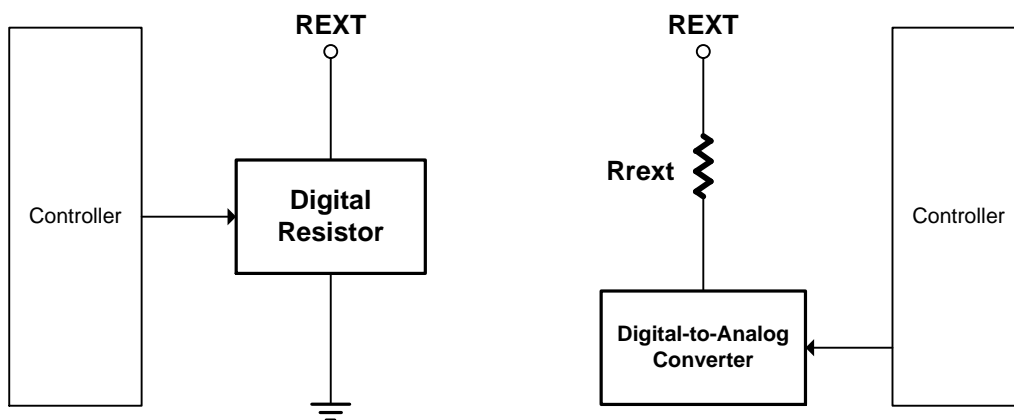 REXT
Controller
Digital
Resistor
REXT
Rrext
Digital-to-Analog
Converter
Controller